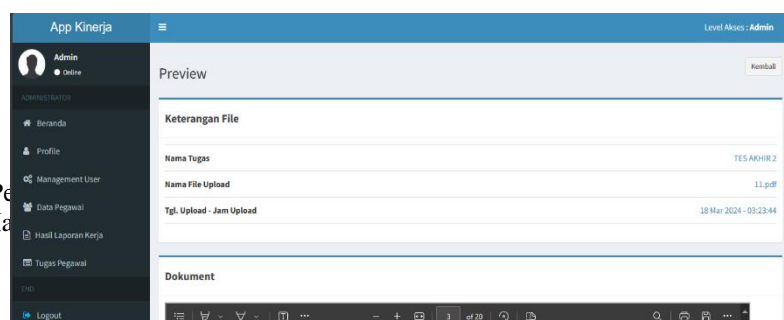 App Kinerja
Level Akses : Admin
Admin
Online
Preview
Kembali
ADMINISTRATOR
Beranda
Profile
Management User
Data Pegawai
Hasil Laporan Kerja
Tugas Pegawai
END
Logout
Keterangan File
Nama Tugas TES AKHIR 2
Nama File Upload 11.pdf
Tgl. Upload - Jam Upload 18 Mar 2024 - 03:23:44
Dokument
3 of 20